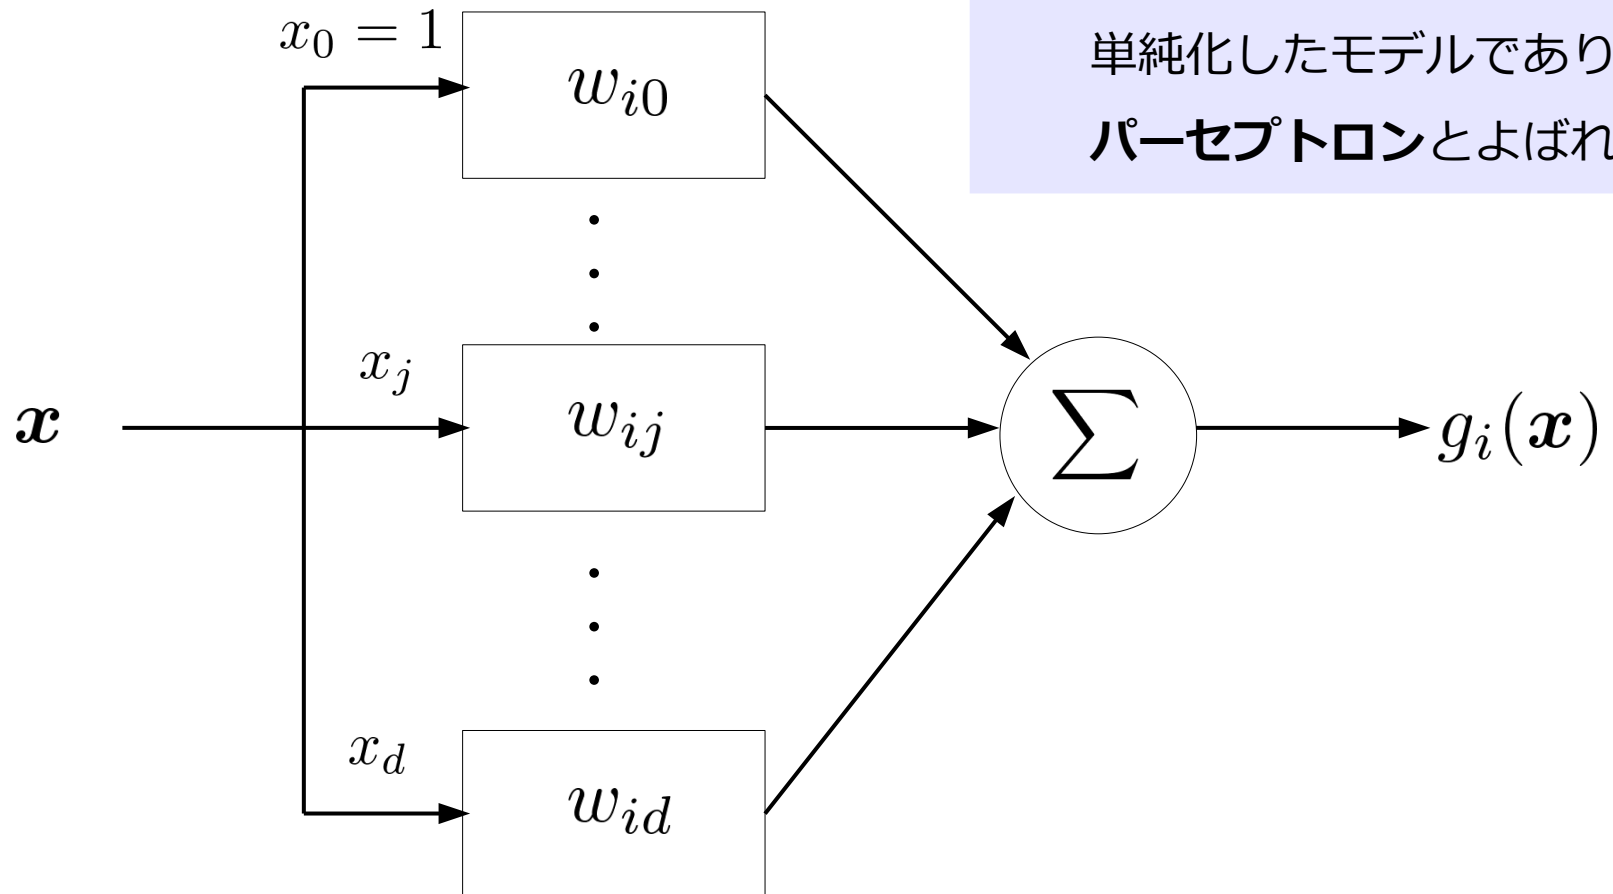 単純化したモデルであり
パーセプトロンとよばれ
x_0 = 1
w_{i0}
x_j
w_{ij}
x
∑
g_i(x)
x_d
w_{id}